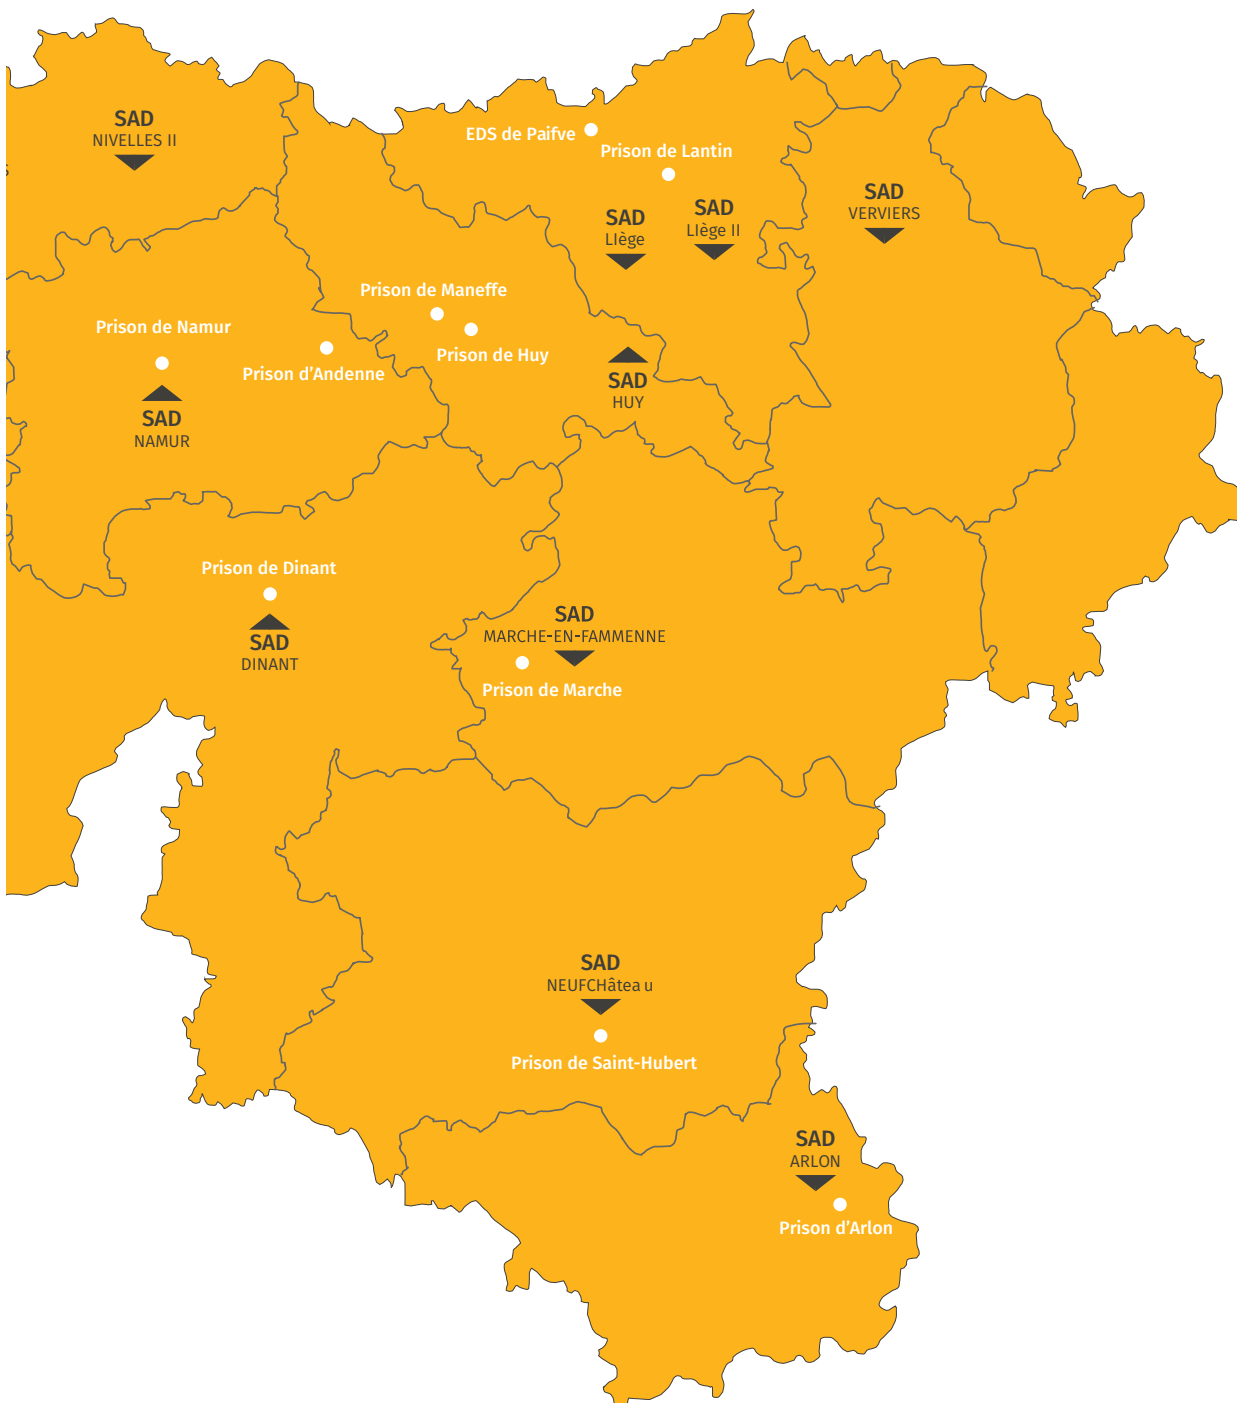 SAD
NIVELLES II
EDS de Paifve
Prison de Lantin
SAD
VERVIERS
SAD
LIège
SAD
LIège II
Prison de Maneffe
Prison de Huy
Prison de Namur
Prison d'Andenne
SAD
HUY
SAD
NAMUR
Prison de Dinant
SAD
DINANT
SAD
MARCHE-EN-FAMMENNE
Prison de Marche
SAD
NEUFCHâtea u
Prison de Saint-Hubert
SAD
ARLON
Prison d'Arlon